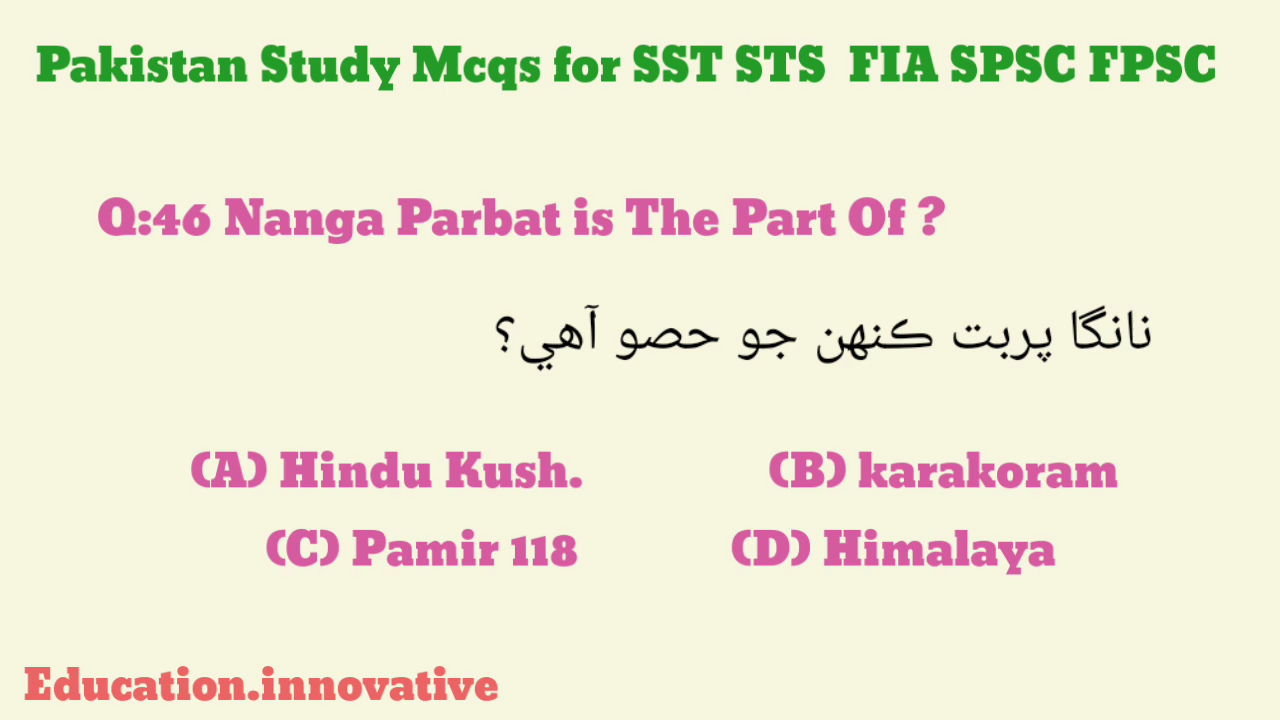 Pakistan Study Mcqs for SST STS FIA SPSC FPSC
Q:46 Nanga Parbat is The Part Of ?
نانگا پربت ڪنهن جو حصو آهي؟
(A) Hindu Kush. (B) karakoram
(C) Pamir 118 (D) Himalaya
Education.innovative